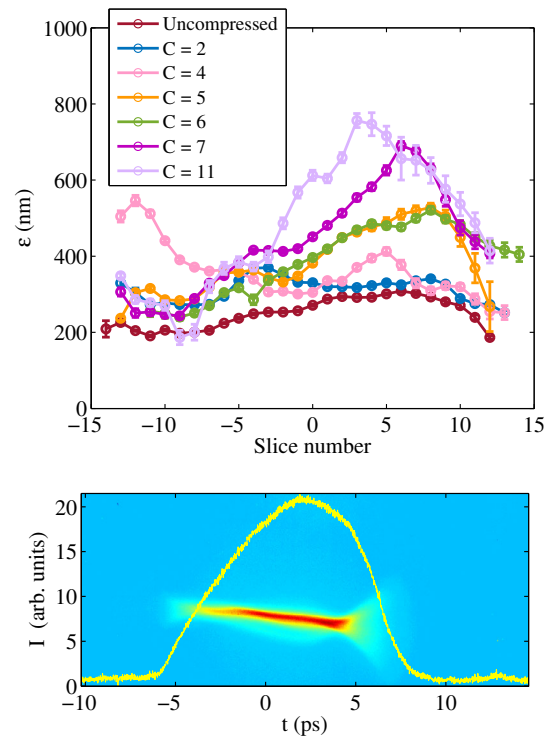 Uncompressed
C = 2
C = 4
C = 5
C = 6
C = 7
C = 11
1000
800
600
400
200
0
ε (nm)
−15 −10 −5 0 5 10 15
Slice number
20
15
10
5
0
I (arb. units)
−10 −5 0 5 10
t (ps)